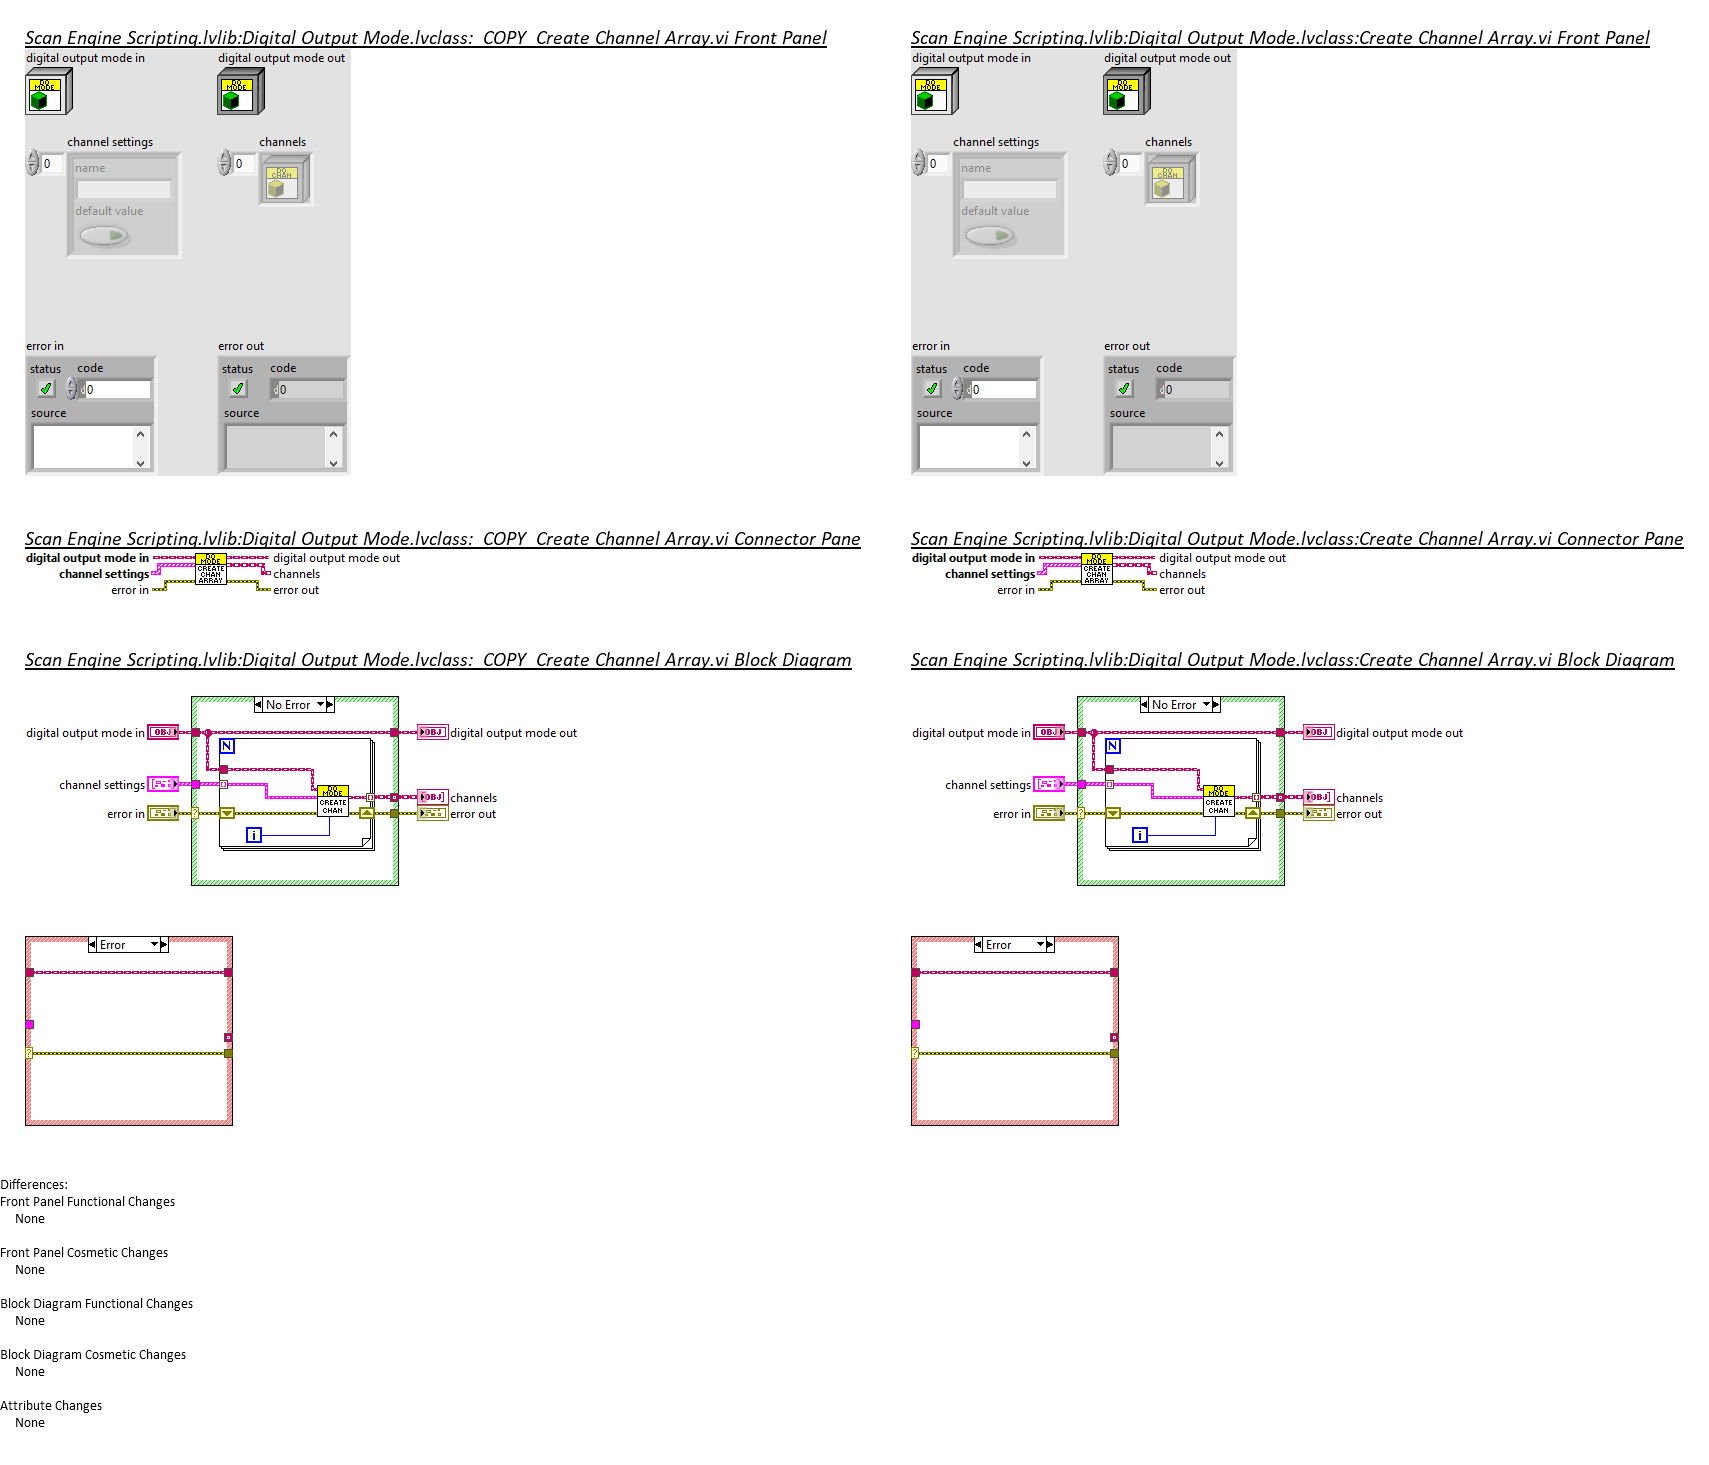 Scan Engine Scripting.lvlib:Digital Output Mode.lvclass:  COPY  Create Channel Array.vi Front Panel
digital output mode in
digital output mode out
DO
MODE
DO
MODE
channel settings
channels
0
name
0
DO
CHAN
default value
error in
error out
status
code
status
code
d
0
d
0
source
source
Scan Engine Scripting.lvlib:Digital Output Mode.lvclass:Create Channel Array.vi Front Panel
digital output mode in
digital output mode out
DO
MODE
DO
MODE
channel settings
channels
0
name
0
DO
CHAN
default value
error in
error out
status
code
status
code
d
0
d
0
source
source
Scan Engine Scripting.lvlib:Digital Output Mode.lvclass:  COPY  Create Channel Array.vi Connector Pane
digital output mode in
DO
MODE
CREATE
CHAN
ARRAY
digital output mode out
channel settings
channels
error in
error out
Scan Engine Scripting.lvlib:Digital Output Mode.lvclass:Create Channel Array.vi Connector Pane
digital output mode in
DO
MODE
CREATE
CHAN
ARRAY
digital output mode out
channel settings
channels
error in
error out
Scan Engine Scripting.lvlib:Digital Output Mode.lvclass:  COPY  Create Channel Array.vi Block Diagram
No Error
digital output mode in
OBJ
OBJ
digital output mode out
N
channel settings
DO
MODE
CREATE
CHAN
OBJ
channels
error in
?
error out
i
Error
?
Scan Engine Scripting.lvlib:Digital Output Mode.lvclass:Create Channel Array.vi Block Diagram
No Error
digital output mode in
OBJ
OBJ
digital output mode out
N
channel settings
DO
MODE
CREATE
CHAN
OBJ
channels
error in
?
error out
i
Error
?
Differences:
Front Panel Functional Changes
None
Front Panel Cosmetic Changes
None
Block Diagram Functional Changes
None
Block Diagram Cosmetic Changes
None
Attribute Changes
None